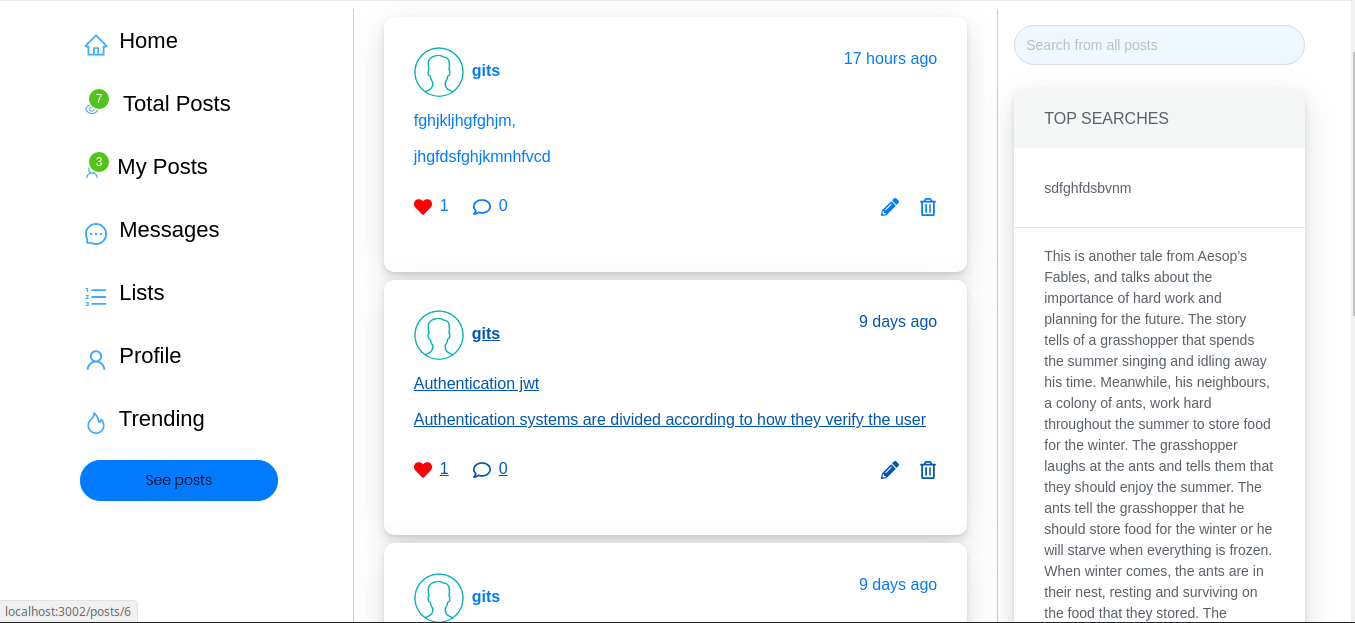 Home
7 Total Posts
3 My Posts
Messages
Lists
Profile
Trending
See posts
gits
17 hours ago
fghjkljhgfghjm,
jhgfdsfghjkmnhfvcd
1 0
gits
9 days ago
Authentication jwt
Authentication systems are divided according to how they verify the user
1 0
gits
9 days ago
Search from all posts
TOP SEARCHES
sdfghfdsbvnm
This is another tale from Aesop’s
Fables, and talks about the
importance of hard work and
planning for the future. The story
tells of a grasshopper that spends
the summer singing and idling away
his time. Meanwhile, his neighbours,
a colony of ants, work hard
throughout the summer to store food
for the winter. The grasshopper
laughs at the ants and tells them that
they should enjoy the summer. The
ants tell the grasshopper that he
should store food for the winter or he
will starve when everything is frozen.
When winter comes, the ants are in
their nest, resting and surviving on
the food that they stored. The
localhost:3002/posts/6